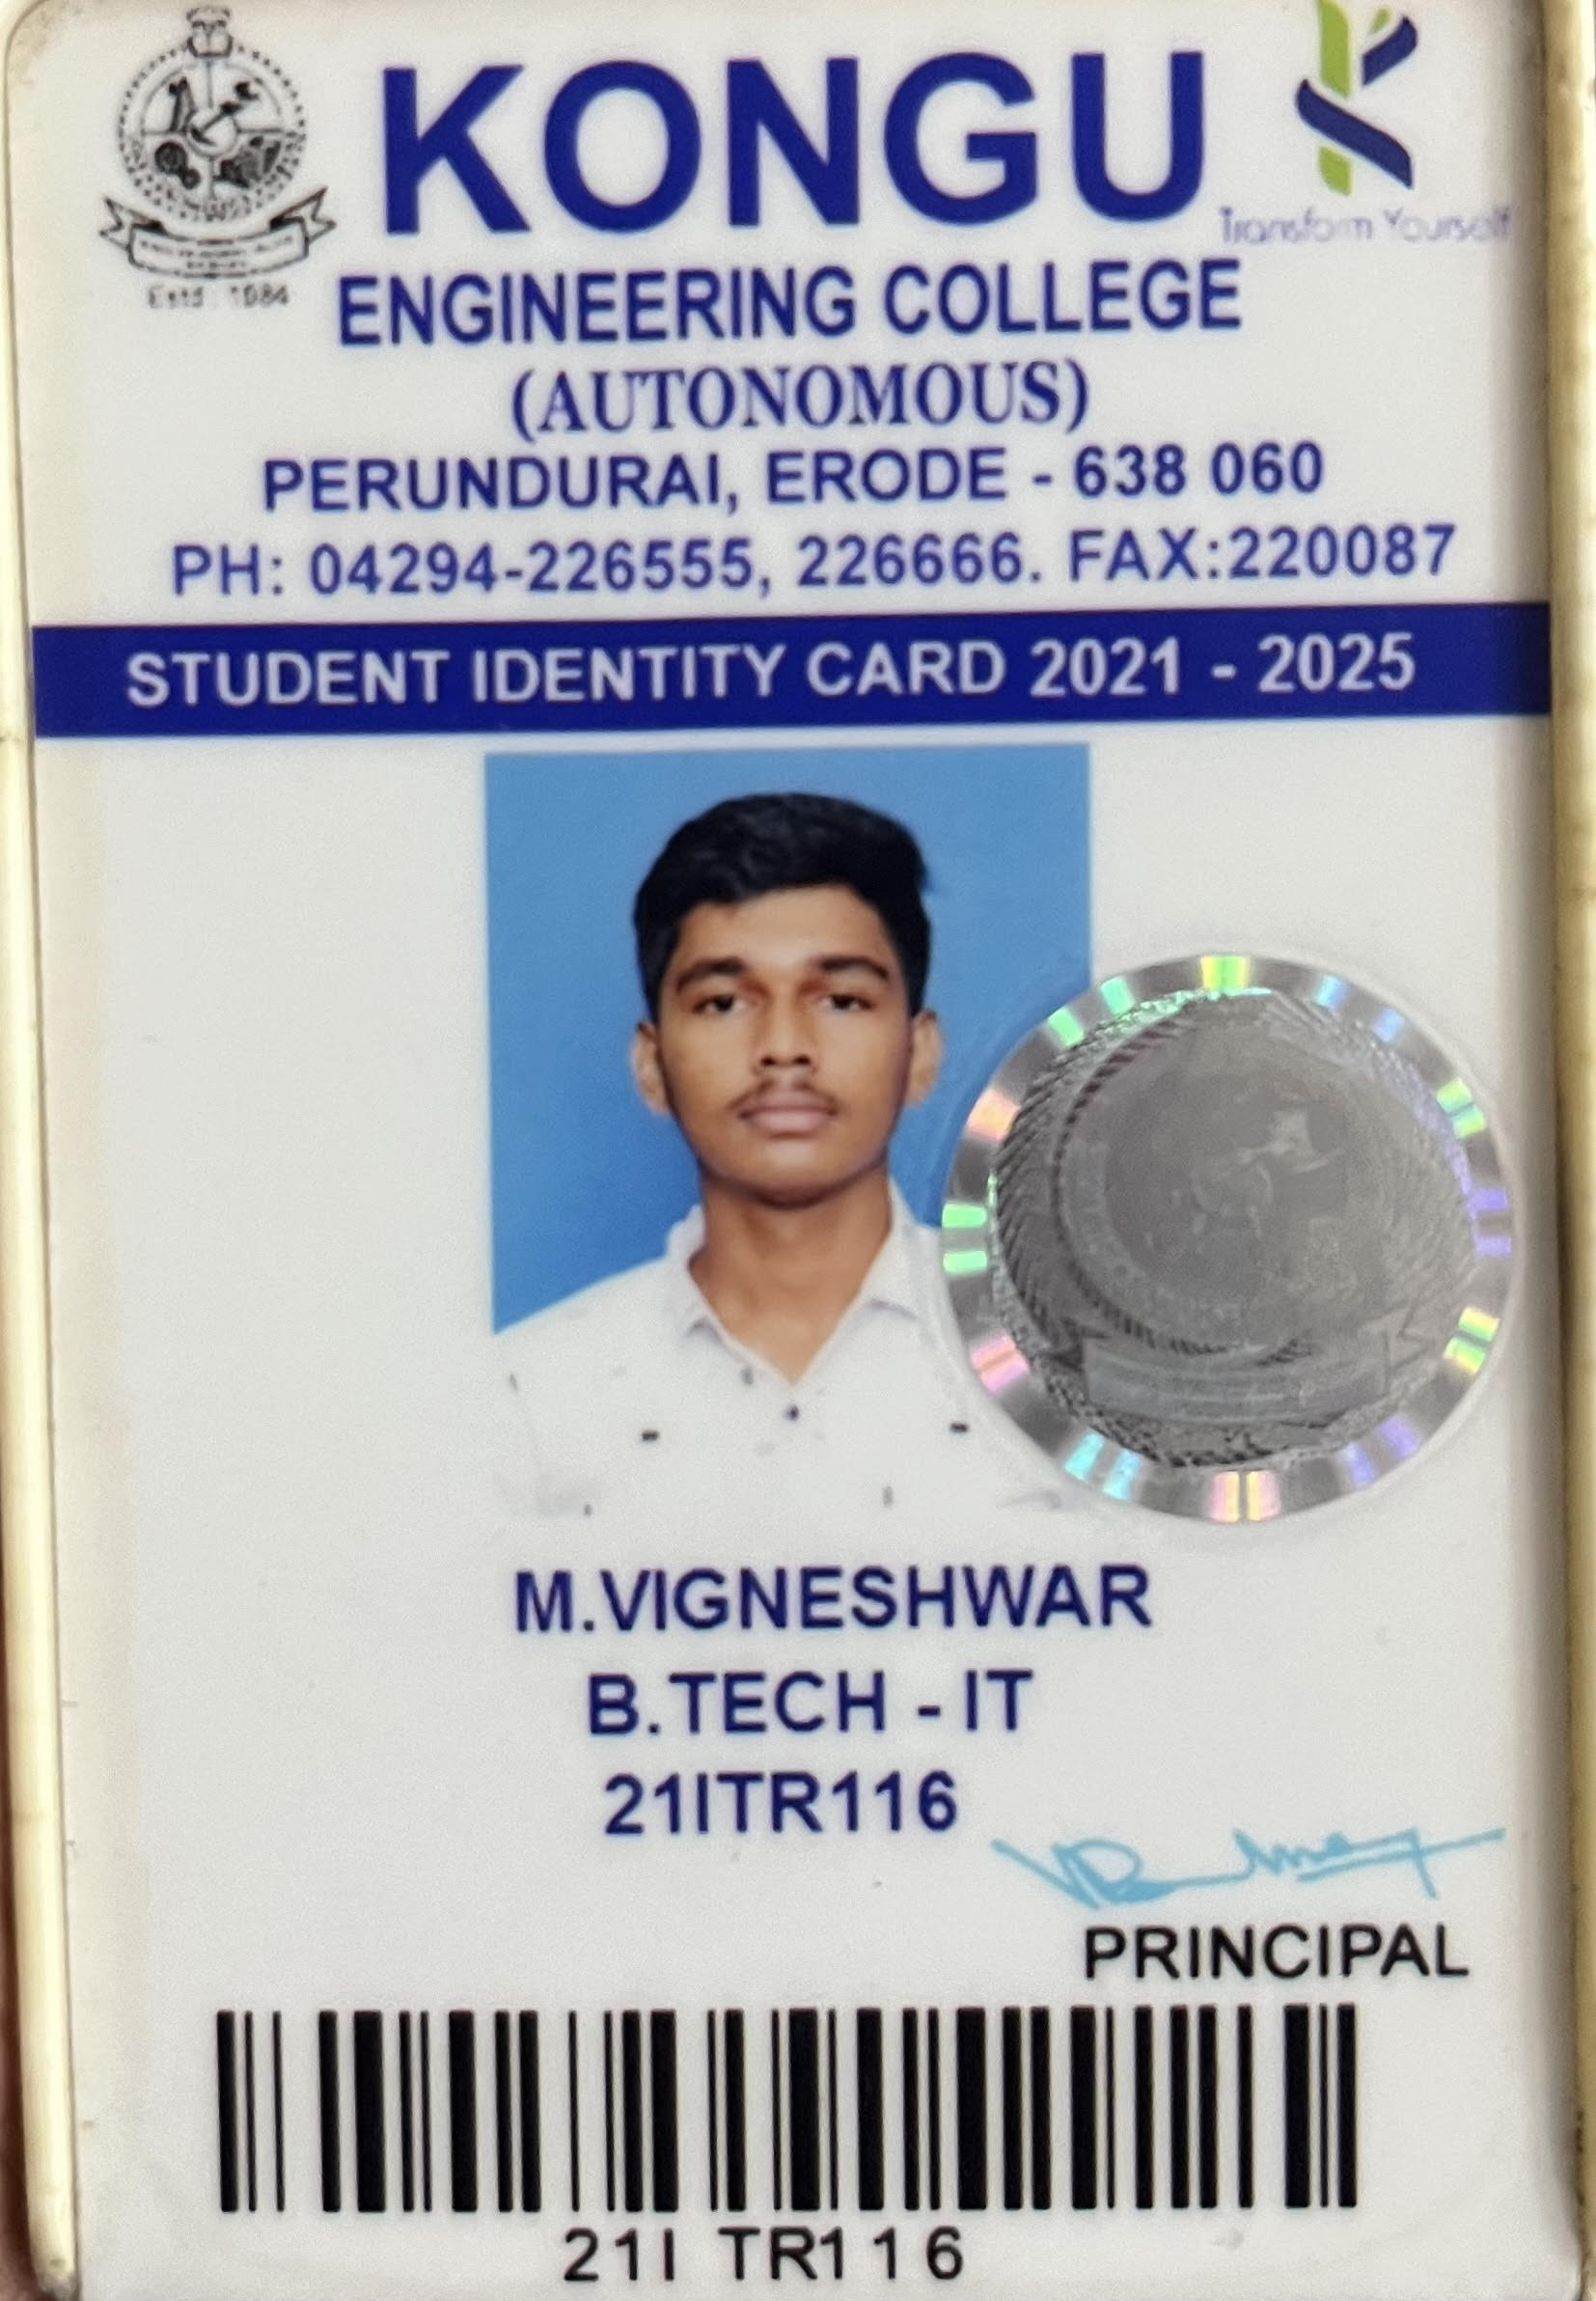 KONGU
Transform Yourself
Estd : 1984
ENGINEERING COLLEGE
(AUTONOMOUS)
PERUNDURAI, ERODE - 638 060
PH: 04294-226555, 226666. FAX:220087
STUDENT IDENTITY CARD 2021 - 2025
M.VIGNESHWAR
B.TECH - IT
21ITR116
PRINCIPAL
21I TR116